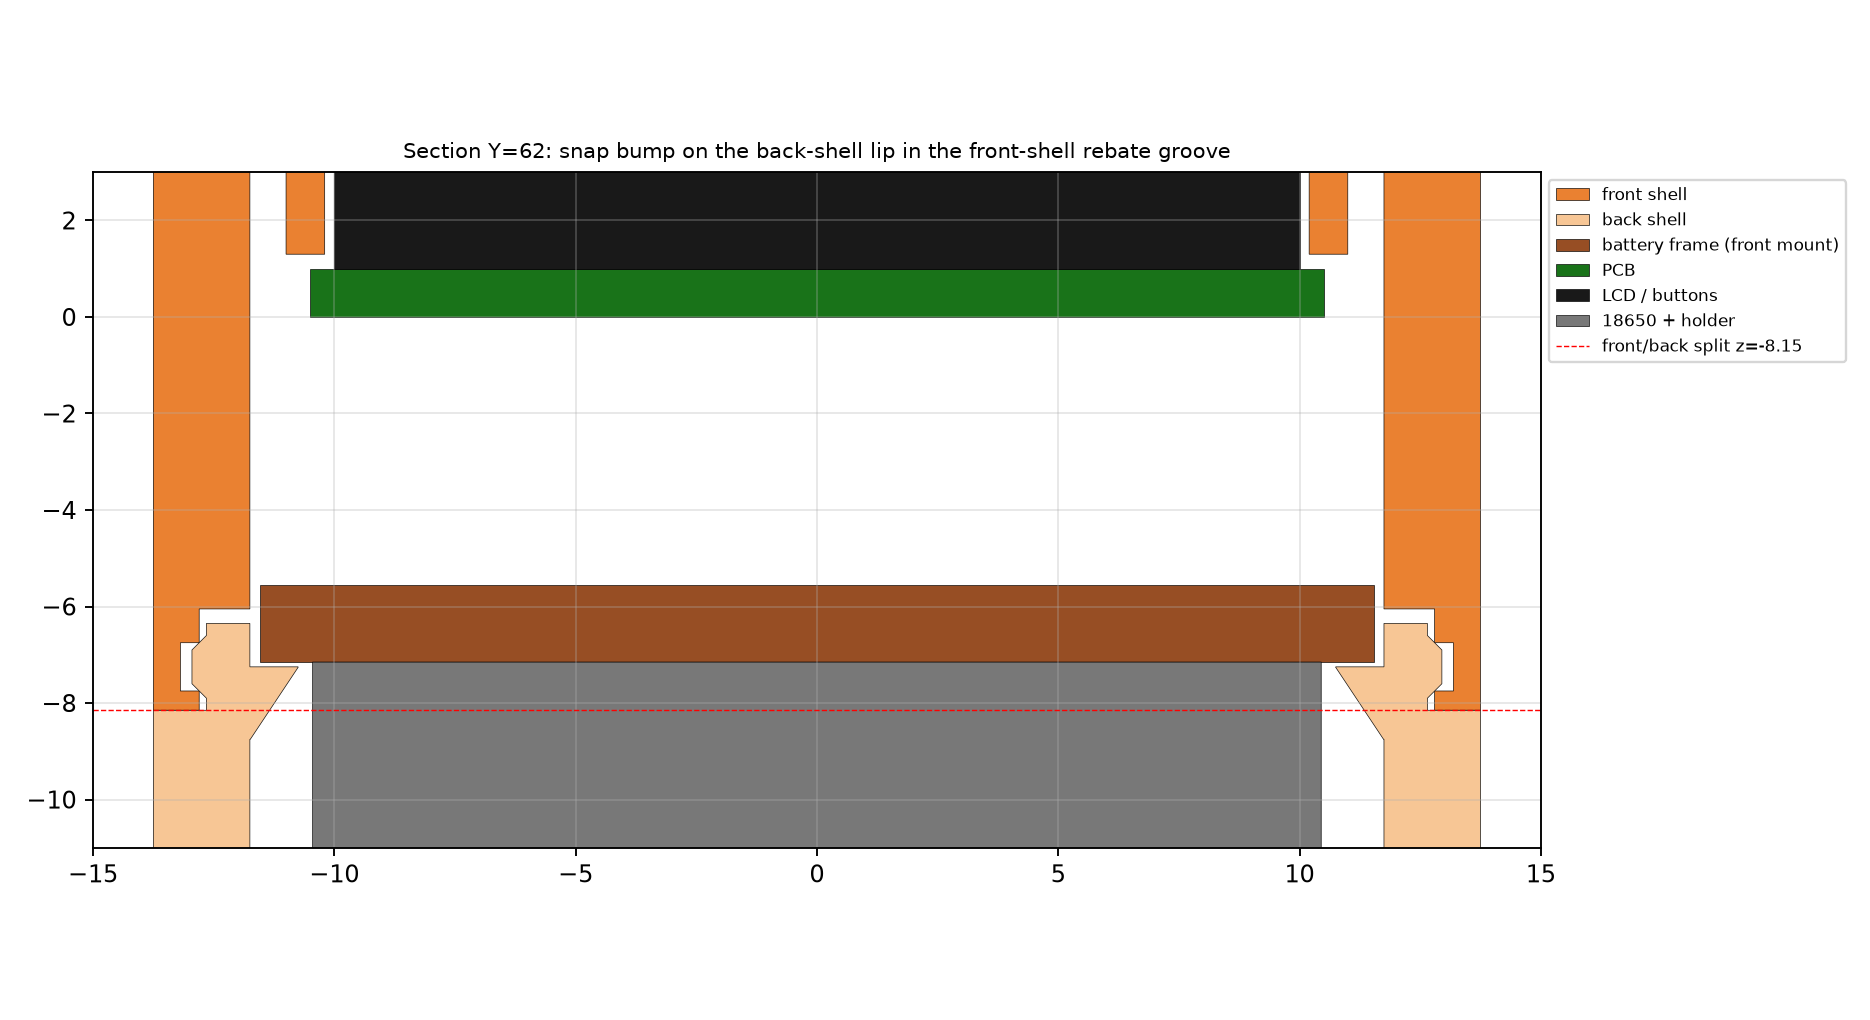 Section Y=62: snap bump on the back-shell lip in the front-shell rebate groove
front shell
back shell
battery frame (front mount)
PCB
LCD / buttons
18650 + holder
front/back split z=-8.15
2
0
−2
−4
−6
−8
−10
−15
−10
−5
0
5
10
15